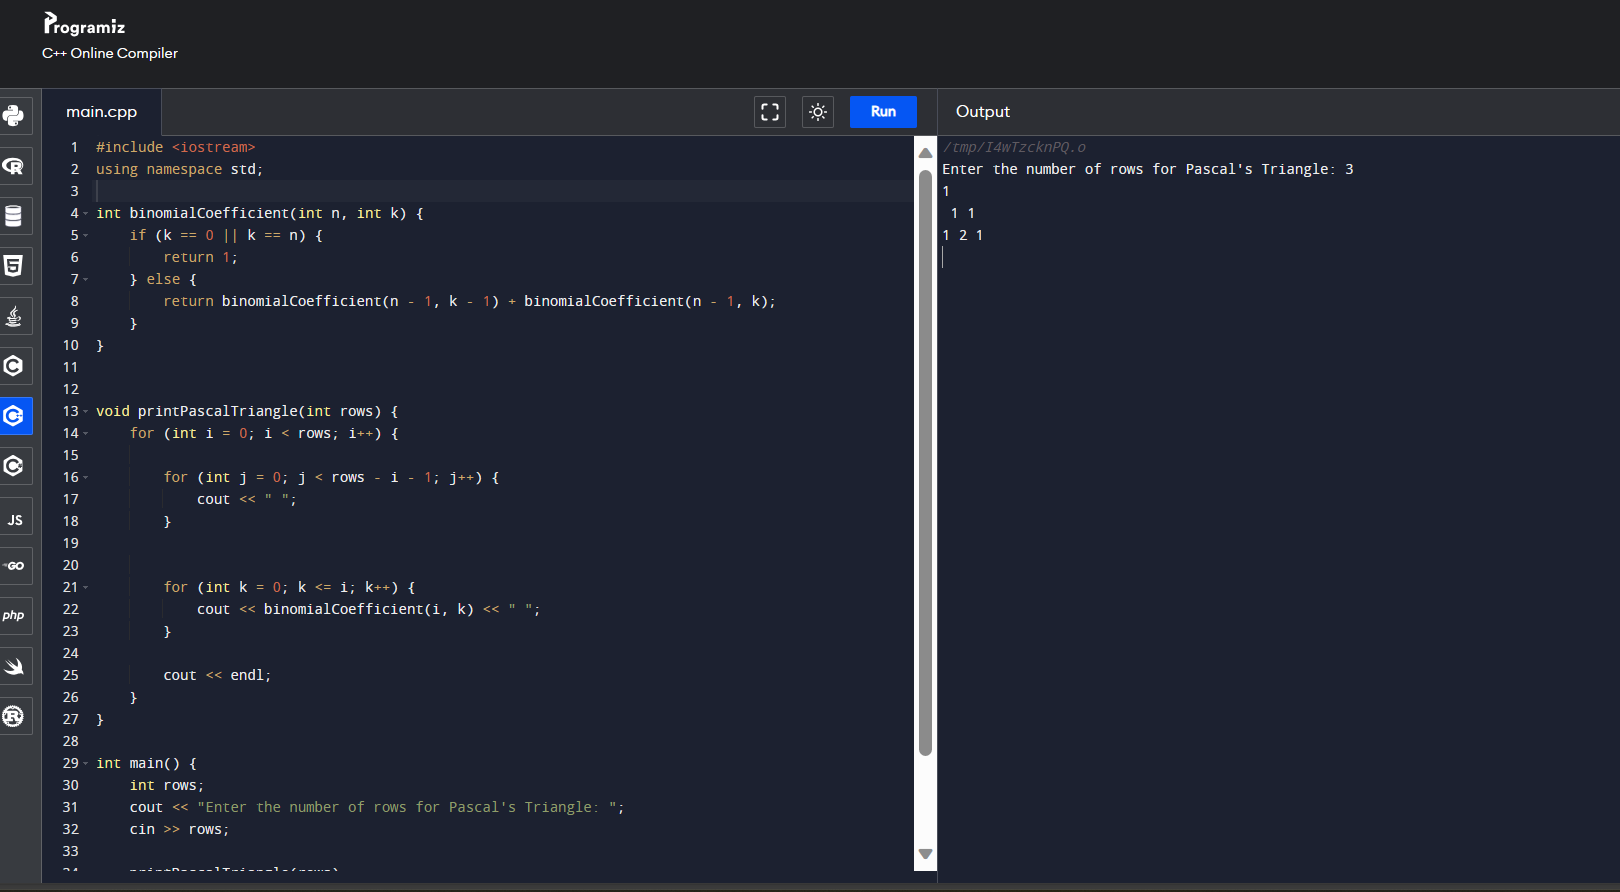 Programiz
C++ Online Compiler
main.cpp
Run
Output
1 #include <iostream>
2 using namespace std;
3
4 int binomialCoefficient(int n, int k) {
5     if (k == 0 || k == n) {
6         return 1;
7     } else {
8         return binomialCoefficient(n - 1, k - 1) + binomialCoefficient(n - 1, k);
9     }
10 }
11
12
13 void printPascalTriangle(int rows) {
14     for (int i = 0; i < rows; i++) {
15
16         for (int j = 0; j < rows - i - 1; j++) {
17             cout << " ";
18         }
19
20
21         for (int k = 0; k <= i; k++) {
22             cout << binomialCoefficient(i, k) << " ";
23         }
24
25         cout << endl;
26     }
27 }
28
29 int main() {
30     int rows;
31     cout << "Enter the number of rows for Pascal's Triangle: ";
32     cin >> rows;
33
34     printPascalTriangle(rows)
/tmp/I4wTzcknPQ.o
Enter the number of rows for Pascal's Triangle: 3
1
 1 1
1 2 1
R
5
C
C+
C
JS
GO
php
R